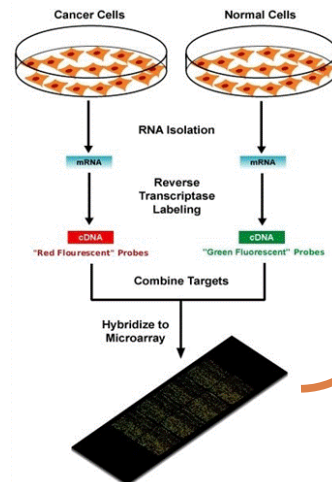 Cancer Cells
Normal Cells
RNA Isolation
mRNA
mRNA
Reverse
Transcriptase
Labeling
cDNA
cDNA
"Red Flourescent" Probes
"Green Fluorescent" Probes
Combine Targets
Hybridize to
Microarray